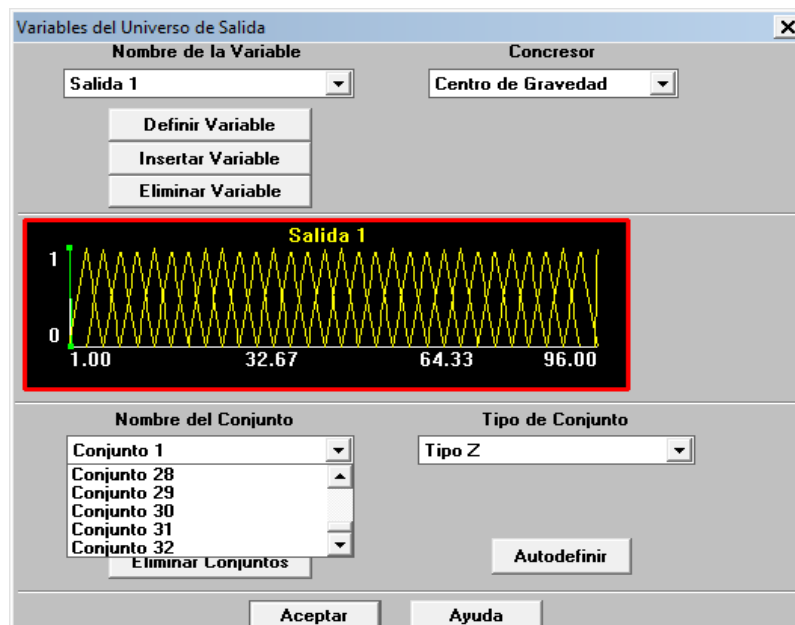 Variables del Universo de Salida
Nombre de la Variable
Concresor
Salida 1
Centro de Gravedad
Definir Variable
Insertar Variable
Eliminar Variable
Salida 1
1
0
1.00 32.67 64.33 96.00
Nombre del Conjunto
Tipo de Conjunto
Conjunto 1
Tipo Z
Conjunto 28
Conjunto 29
Conjunto 30
Conjunto 31
Conjunto 32
Eliminar Conjuntos
Autodefinir
Aceptar
Ayuda